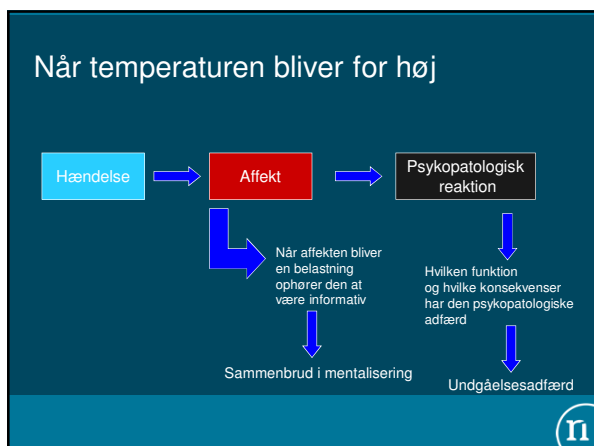 Når temperaturen bliver for høj
Hændelse
Affekt
Psykopatologisk
reaktion
Når affekten bliver
en belastning
ophører den at
være informativ
Hvilken funktion
og hvilke konsekvenser
har den psykopatologiske
adfærd
Sammenbrud i mentalisering
Undgåelsesadfærd
n